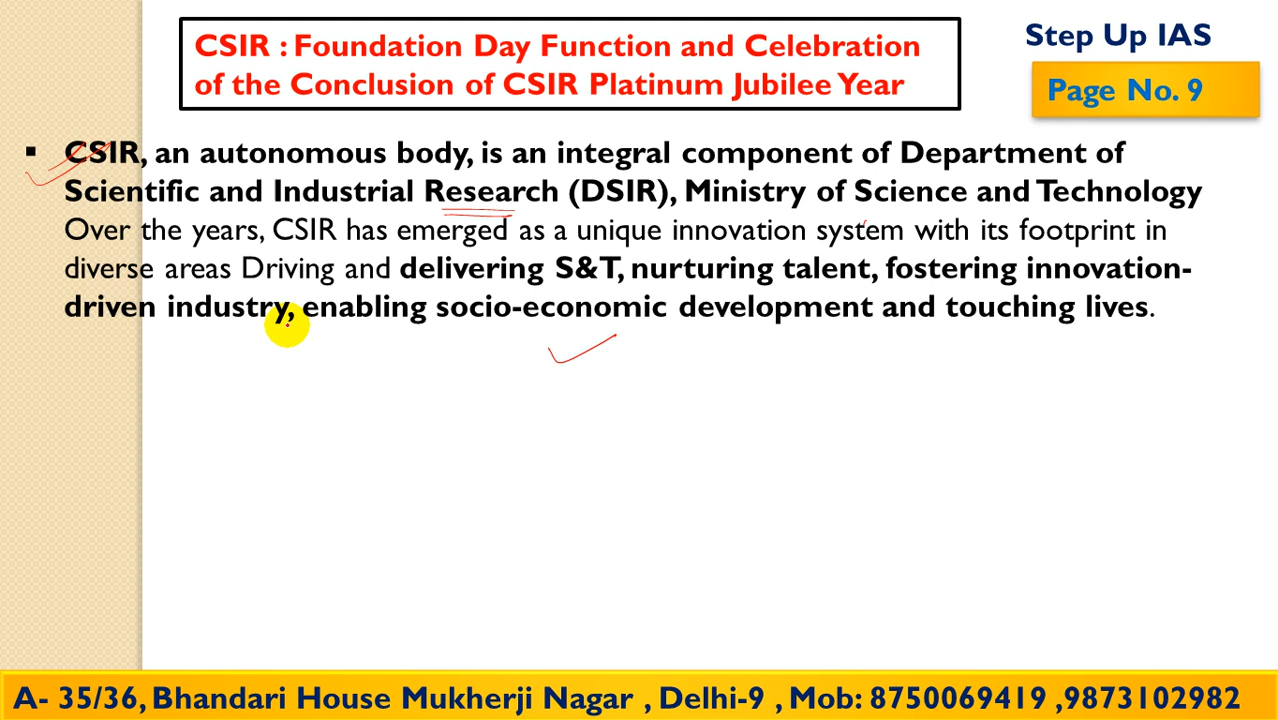 CSIR : Foundation Day Function and Celebration
of the Conclusion of CSIR Platinum Jubilee Year
Step Up IAS
Page No. 9
▪ CSIR, an autonomous body, is an integral component of Department of
Scientific and Industrial Research (DSIR), Ministry of Science and Technology
Over the years, CSIR has emerged as a unique innovation system with its footprint in
diverse areas Driving and delivering S&T, nurturing talent, fostering innovation-
driven industry, enabling socio-economic development and touching lives.
A- 35/36, Bhandari House Mukherji Nagar , Delhi-9 , Mob: 8750069419 ,9873102982